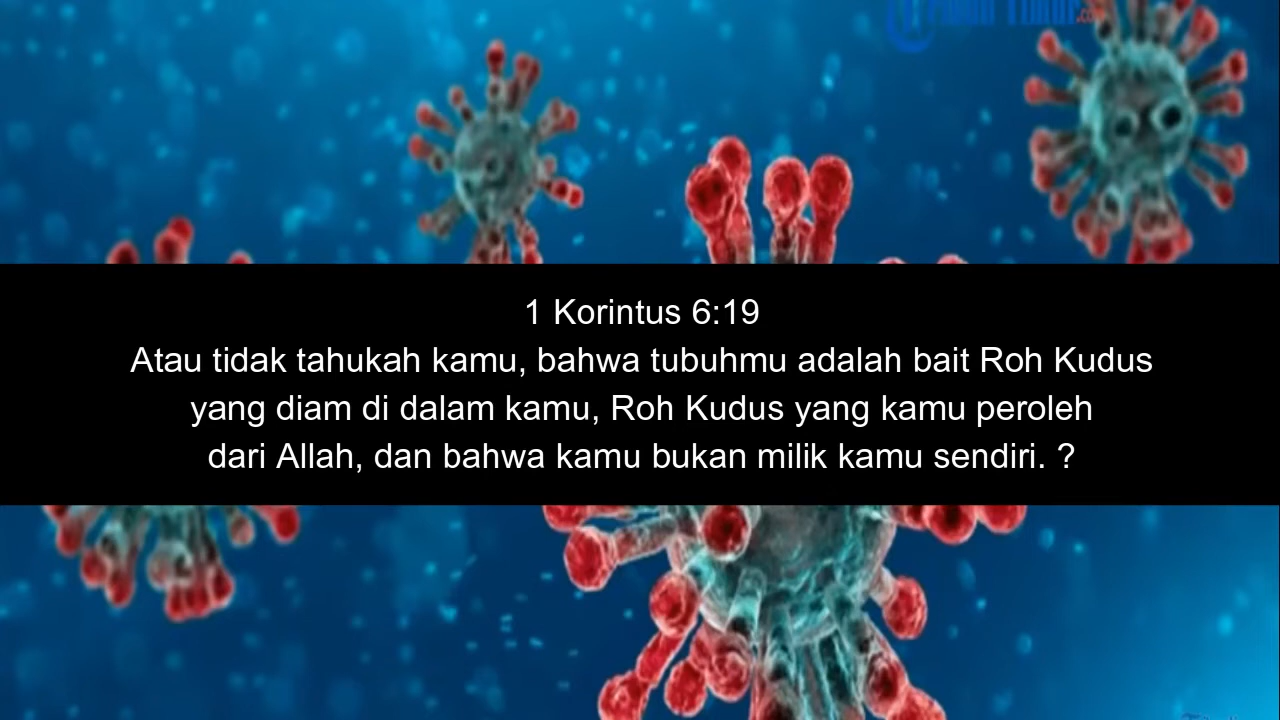 1 Korintus 6:19
Atau tidak tahukah kamu, bahwa tubuhmu adalah bait Roh Kudus
yang diam di dalam kamu, Roh Kudus yang kamu peroleh
dari Allah, dan bahwa kamu bukan milik kamu sendiri. ?